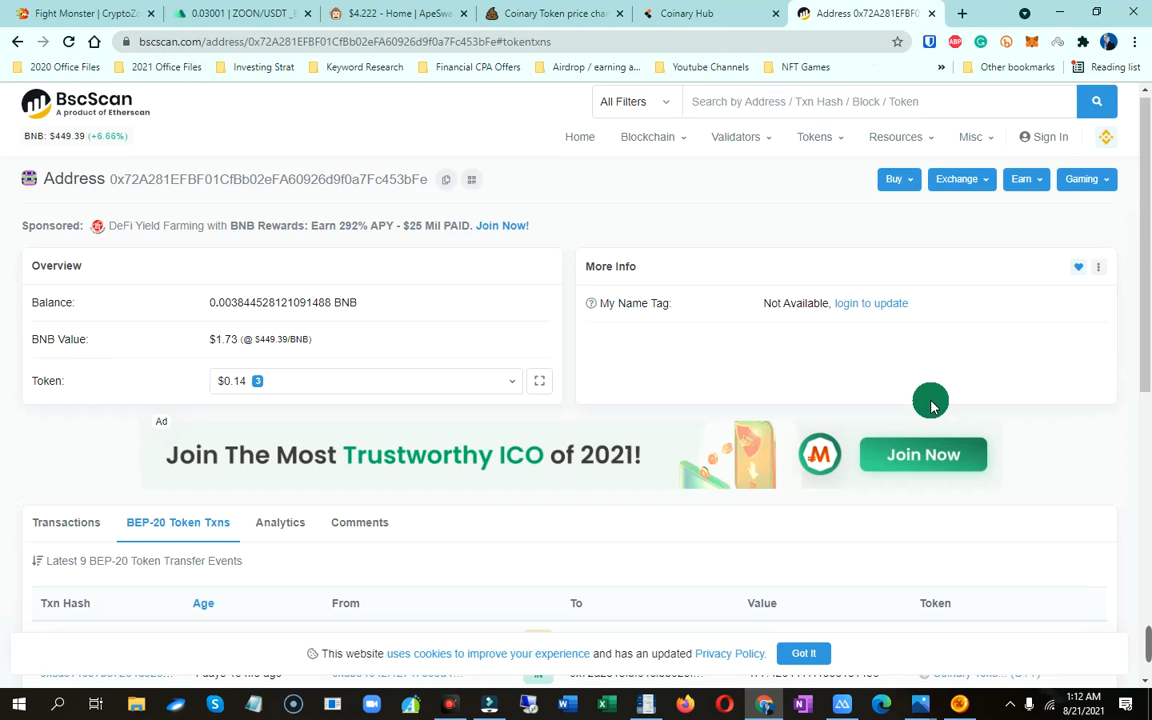 Fight Monster | CryptoZo
0.03001 | ZOON/USDT _
$4.222 - Home | ApeSwa
Coinary Token price char
Coinary Hub
Address 0x72A281EFBF0
bscscan.com/address/0x72A281EFBF01CfBb02eFA60926d9f0a7Fc453bFe#tokentxns
2020 Office Files
2021 Office Files
Investing Strat
Keyword Research
Financial CPA Offers
Airdrop / earning a...
Youtube Channels
NFT Games
»
Other bookmarks
Reading list
BscScan
A product of Etherscan
All Filters
Search by Address / Txn Hash / Block / Token
BNB: $449.39 (+6.66%)
Home
Blockchain
Validators
Tokens
Resources
Misc
Sign In
Address 0x72A281EFBF01CfBb02eFA60926d9f0a7Fc453bFe
Buy
Exchange
Earn
Gaming
Sponsored: DeFi Yield Farming with BNB Rewards: Earn 292% APY - $25 Mil PAID. Join Now!
Overview
Balance: 0.003844528121091488 BNB
BNB Value: $1.73 (@ $449.39/BNB)
Token: $0.14 3
More Info
My Name Tag: Not Available, login to update
Ad
Join The Most Trustworthy ICO of 2021!
Join Now
Transactions
BEP-20 Token Txns
Analytics
Comments
Latest 9 BEP-20 Token Transfer Events
Txn Hash
Age
From
To
Value
Token
This website uses cookies to improve your experience and has an updated Privacy Policy.
Got It
1:12 AM
8/21/2021